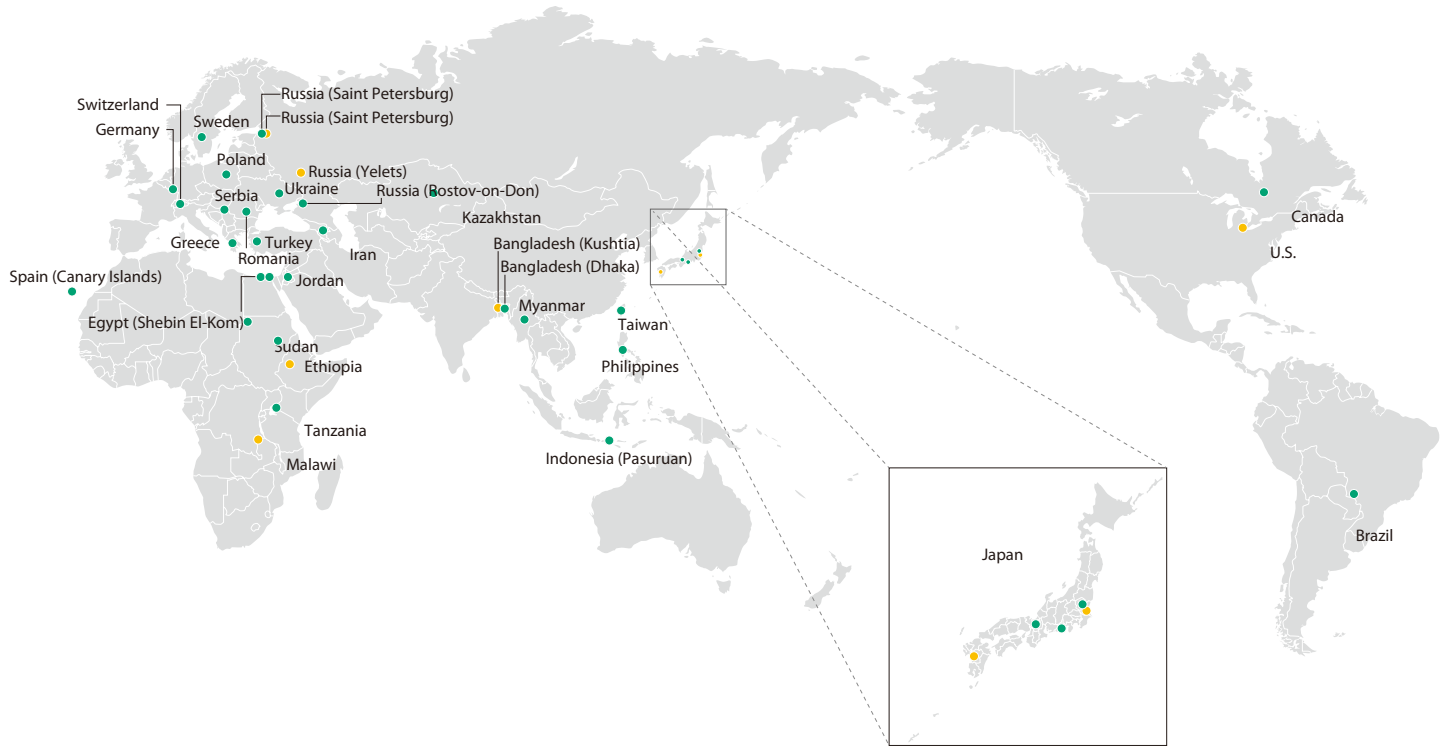 Switzerland
Germany
Sweden
Russia (Saint Petersburg)
Russia (Saint Petersburg)
Poland
Russia (Yelets)
Ukraine
Russia (Rostov-on-Don)
Serbia
Kazakhstan
Greece
Turkey
Romania
Iran
Bangladesh (Kushtia)
Bangladesh (Dhaka)
Spain (Canary Islands)
Jordan
Egypt (Shebin El-Kom)
Myanmar
Taiwan
Sudan
Ethiopia
Philippines
Tanzania
Malawi
Indonesia (Pasuruan)
Canada
U.S.
Brazil
Japan